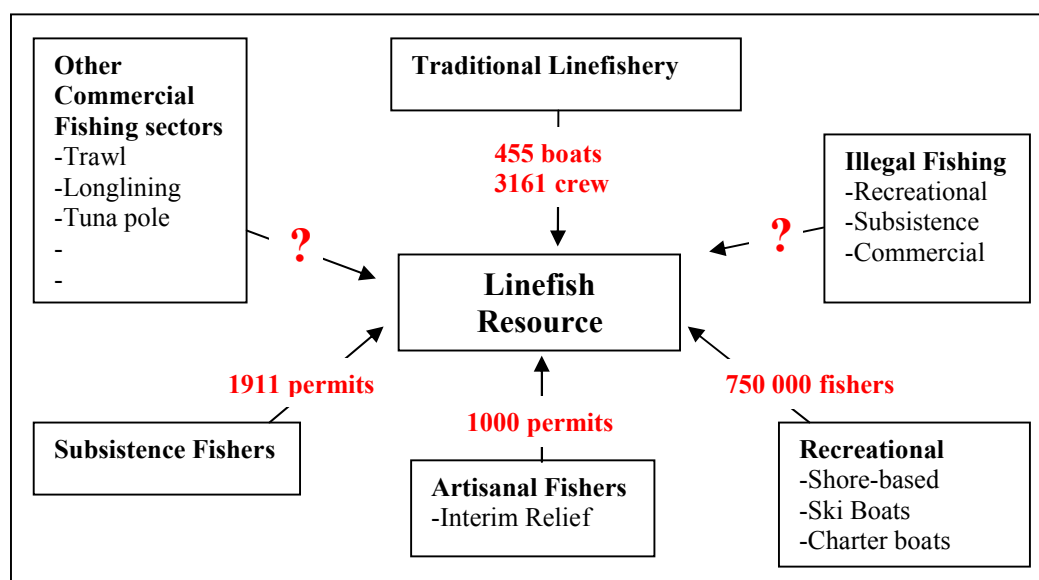 Other
Commercial
Fishing sectors
-Trawl
-Longlining
-Tuna pole
-
-
Traditional Linefishery
455 boats
3161 crew
Illegal Fishing
-Recreational
-Subsistence
-Commercial
?
?
Linefish
Resource
1911 permits
Subsistence Fishers
1000 permits
Artisanal Fishers
-Interim Relief
750 000 fishers
Recreational
-Shore-based
-Ski Boats
-Charter boats